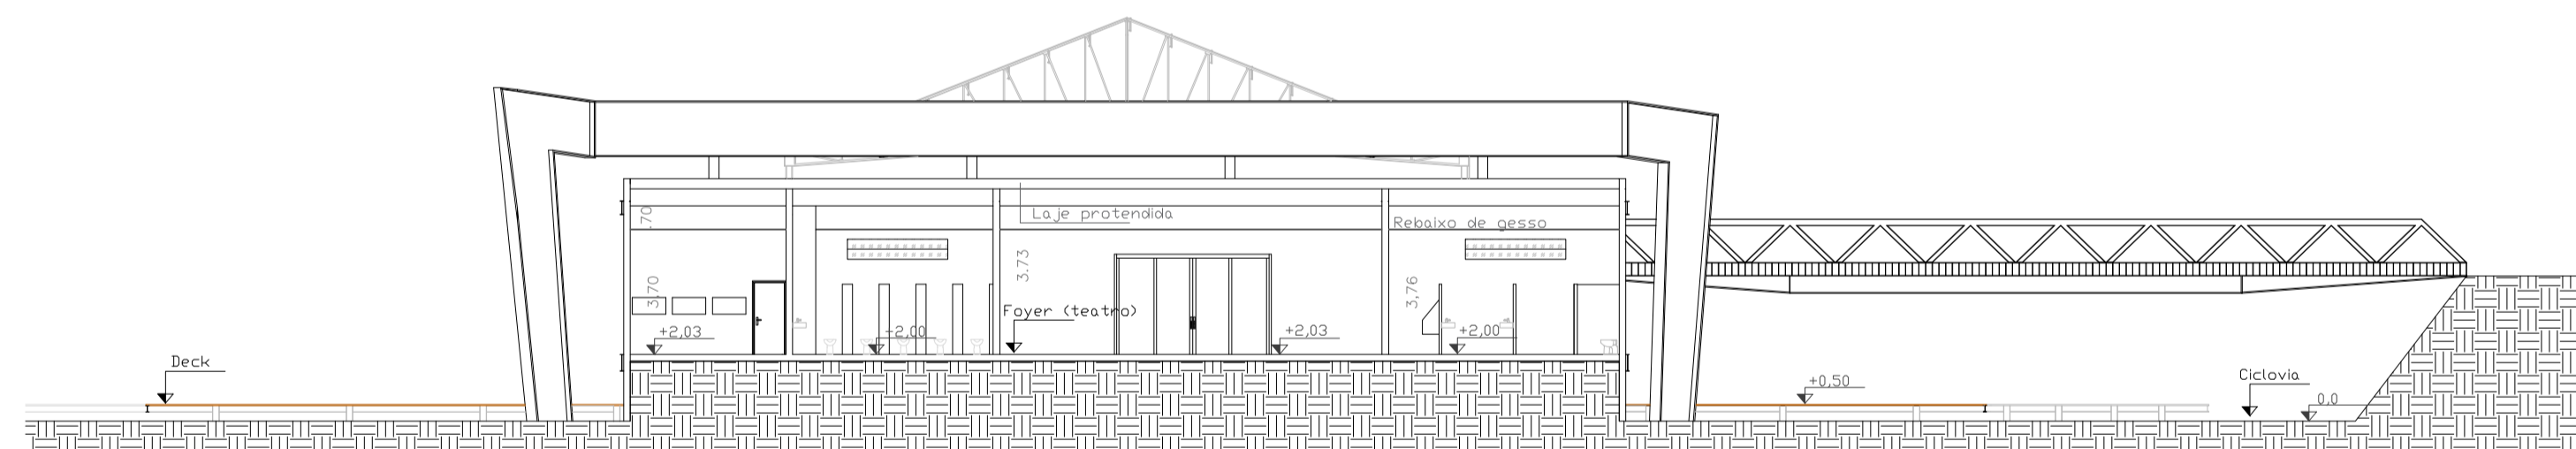 .70
Laje protendida
Rebaixo de gesso
3,70
3.73
3,76
Foyer (teatro)
+2,03
+2,00
+2,03
+2,00
Deck
+0,50
Ciclovia
0,0